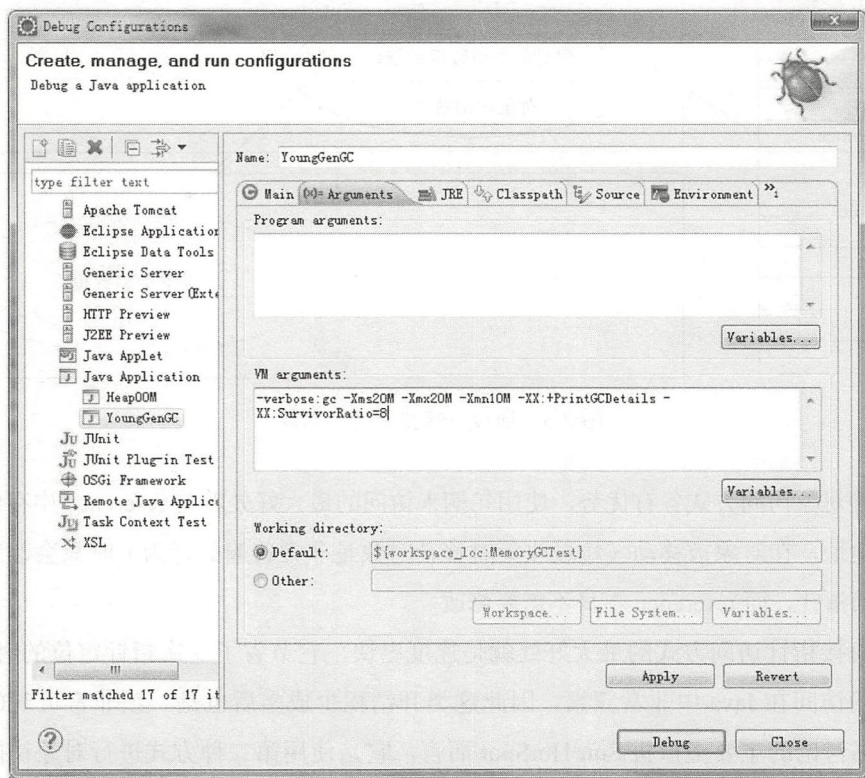 Debug Configurations
Create, manage, and run configurations
Debug a Java application
Name: YoungGenGC
type filter text
Main (x)= Arguments JRE Classpath Source Environment »1
Program arguments:
Apache Tomcat
Eclipse Application
Eclipse Data Tools
Generic Server
Generic Server(Exte
HTTP Preview
J2EE Preview
Java Applet
Java Application
HeapOOM
YoungGenGC
JUnit
JUnit Plug-in Test
OSGi Framework
Remote Java Applica
Task Context Test
XSL
Variables...
VM arguments:
-verbose:gc -Xms20M -Xmx20M -Xmn10M -XX:+PrintGCDetails -
XX:SurvivorRatio=8
Variables...
Working directory:
Default: ${workspace_loc:MemoryGCTest}
Other:
Workspace... File System... Variables...
Filter matched 17 of 17 it
Apply Revert
Debug Close